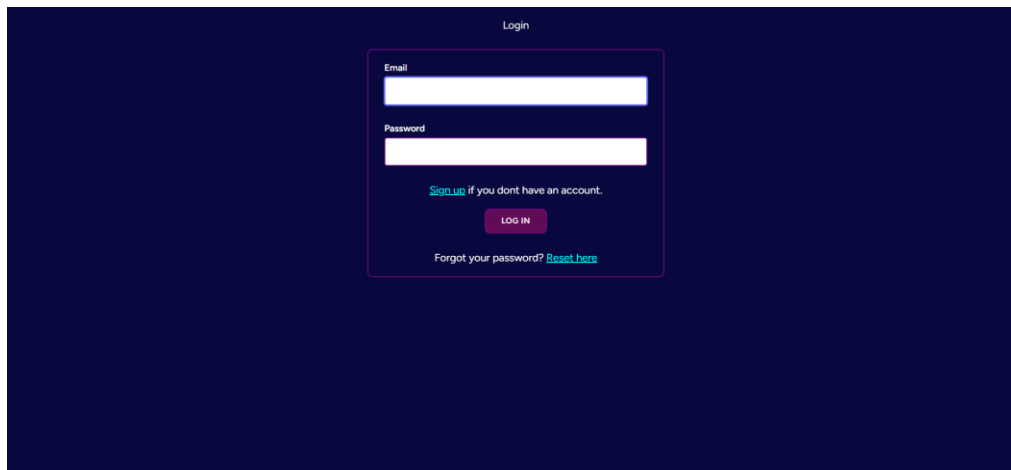 Login
Email
Password
Sign up if you dont have an account.
LOG IN
Forgot your password? Reset here